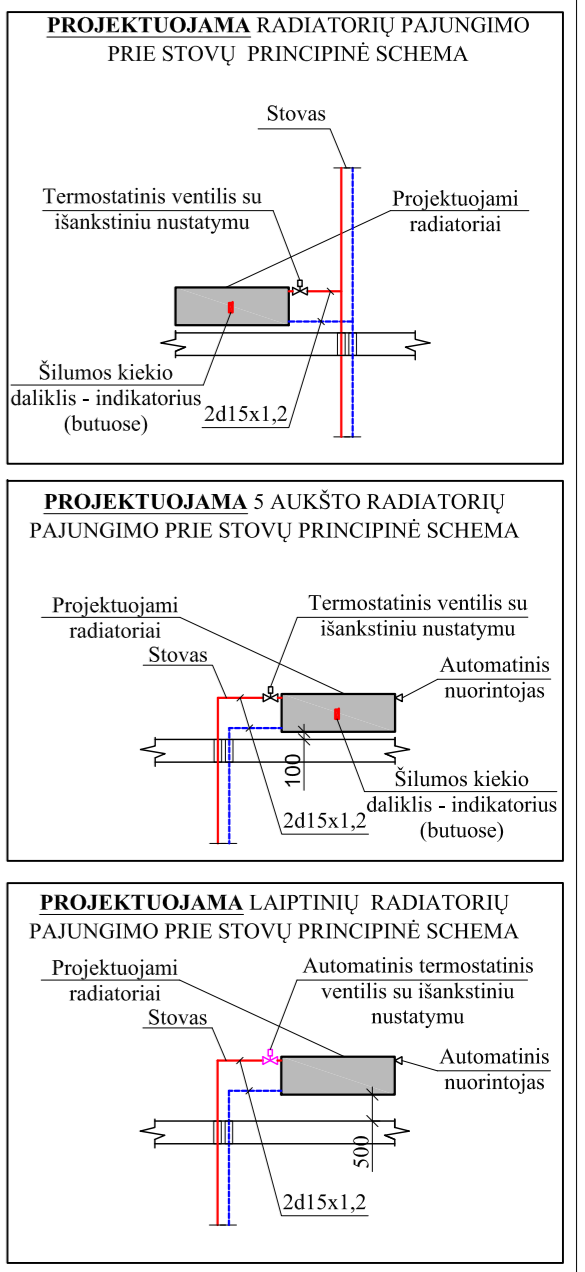 PROJEKTUOJAMA RADIATORIŲ PAJUNGIMO
PRIE STOVŲ PRINCIPINĖ SCHEMA
Stovas
Termostatinis ventilis su
išankstiniu nustatymu
Projektuojami
radiatoriai
Šilumos kiekio
daliklis - indikatorius
(butuose)
2d15x1,2
PROJEKTUOJAMA 5 AUKŠTO RADIATORIŲ
PAJUNGIMO PRIE STOVŲ PRINCIPINĖ SCHEMA
Projektuojami
radiatoriai
Termostatinis ventilis su
išankstiniu nustatymu
Stovas
Automatinis
nuorintojas
100
Šilumos kiekio
daliklis - indikatorius
(butuose)
2d15x1,2
PROJEKTUOJAMA LAIPTINIŲ RADIATORIŲ
PAJUNGIMO PRIE STOVŲ PRINCIPINĖ SCHEMA
Projektuojami
radiatoriai
Automatinis termostatinis
ventilis su išankstiniu
nustatymu
Stovas
Automatinis
nuorintojas
500
2d15x1,2